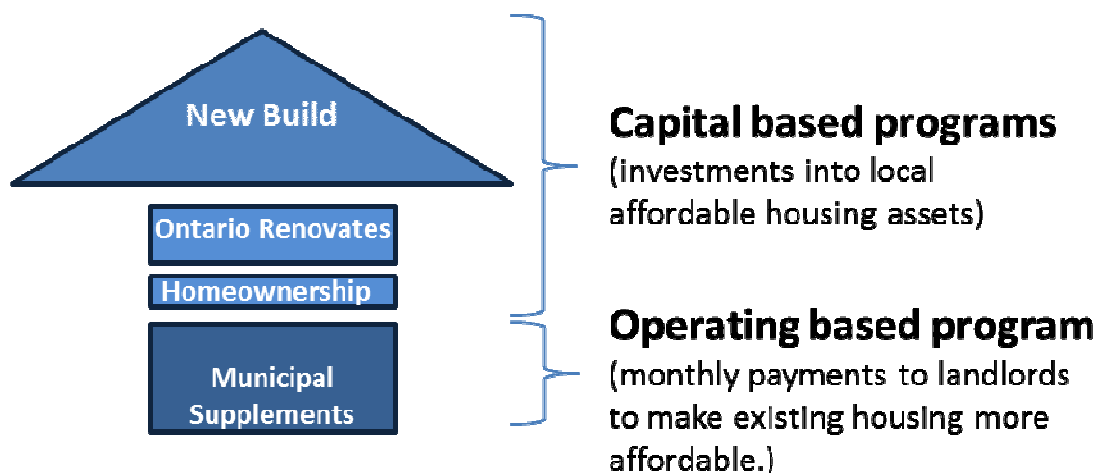 New Build
Ontario Renovates
Homeownership
Municipal
Supplements
Capital based programs
(investments into local
affordable housing assets)
Operating based program
(monthly payments to landlords
to make existing housing more
affordable.)